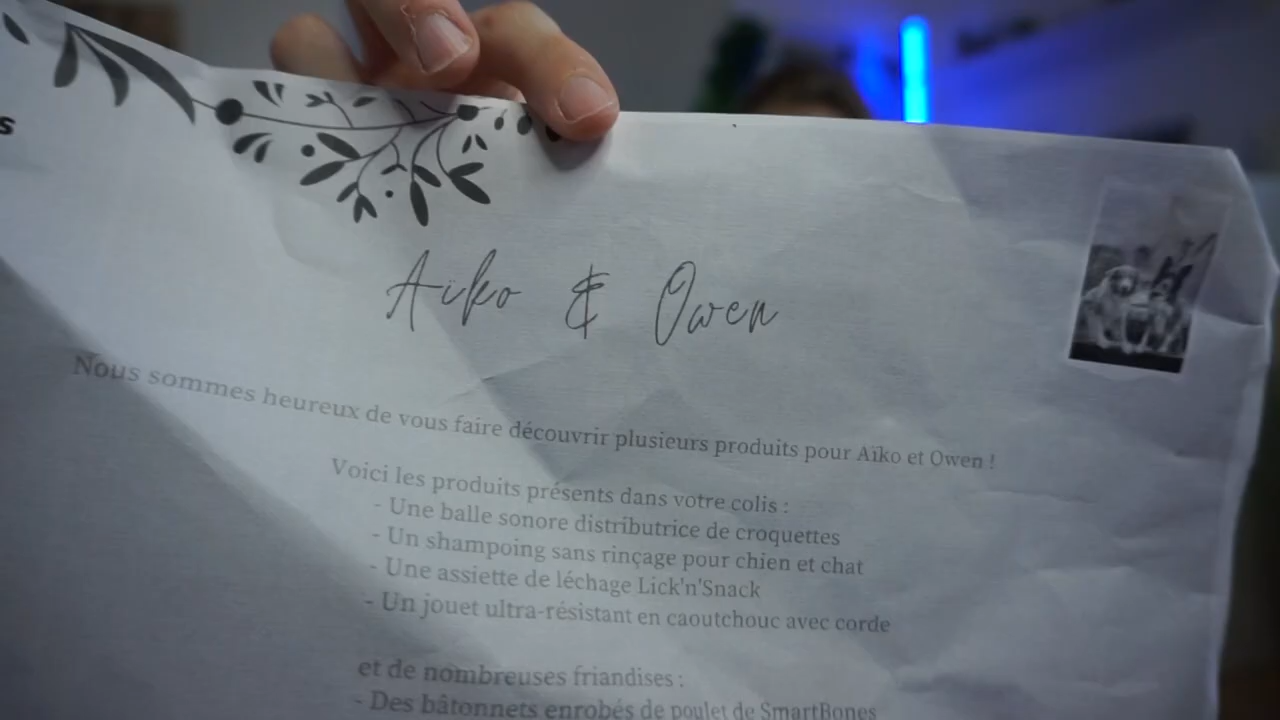 s
Aïko & Owen
Nous sommes heureux de vous faire découvrir plusieurs produits pour Aïko et Owen !
Voici les produits présents dans votre colis :
- Une balle sonore distributrice de croquettes
- Un shampoing sans rinçage pour chien et chat
- Une assiette de léchage Lick'n'Snack
- Un jouet ultra-résistant en caoutchouc avec corde
et de nombreuses friandises :
- Des bâtonnets enrobés de poulet de SmartBones